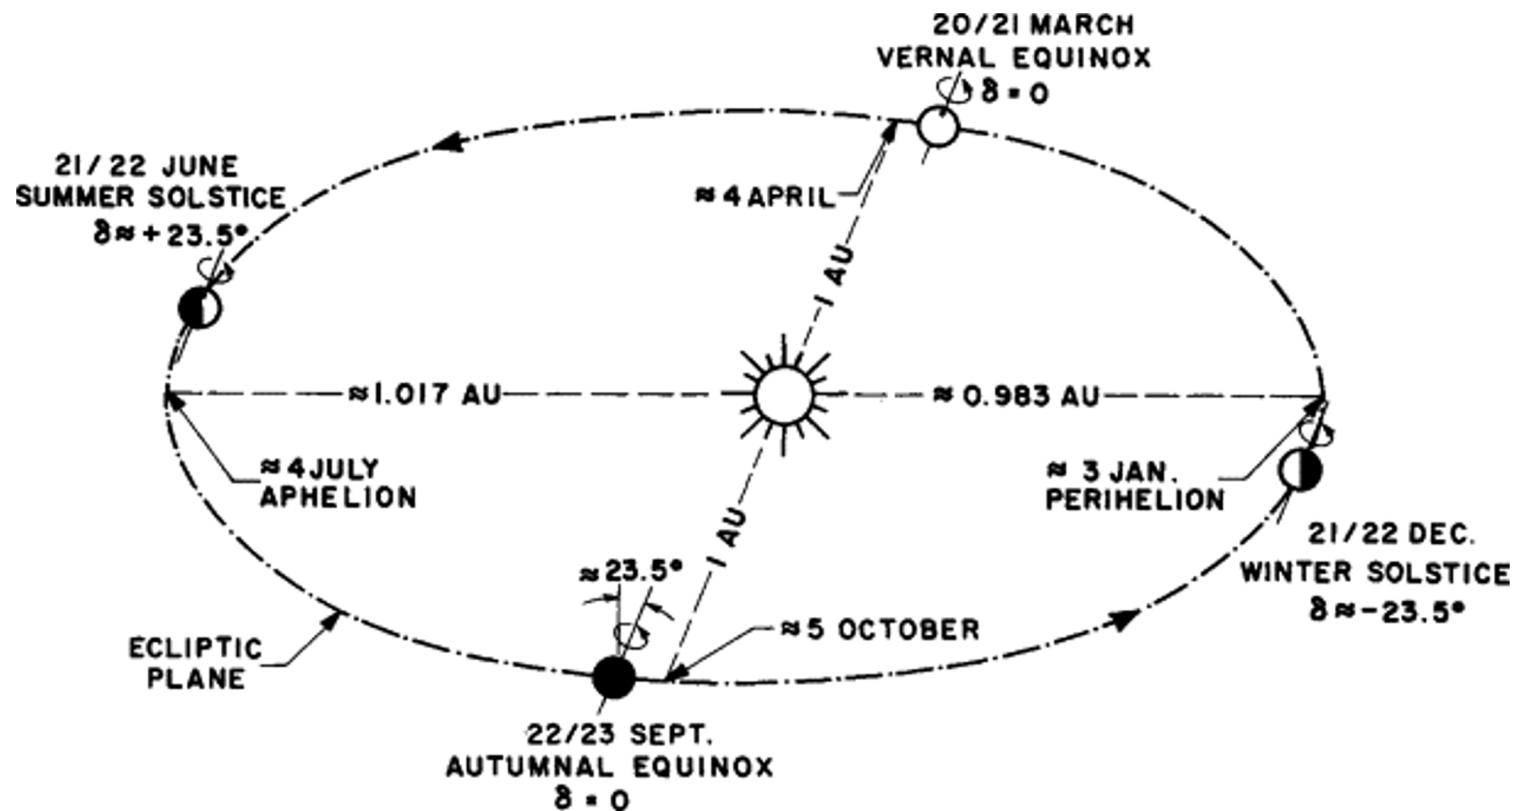 20/21 MARCH
VERNAL EQUINOX
δ = 0
21/22 JUNE
SUMMER SOLSTICE
δ ≈ + 23.5°
≈ 4 APRIL
1 AU
≈ 1.017 AU
≈ 0.983 AU
≈ 4 JULY
APHELION
≈ 3 JAN.
PERIHELION
1 AU
21/22 DEC.
WINTER SOLSTICE
δ ≈ -23.5°
≈ 23.5°
≈ 5 OCTOBER
ECLIPTIC
PLANE
22/23 SEPT.
AUTUMNAL EQUINOX
δ = 0